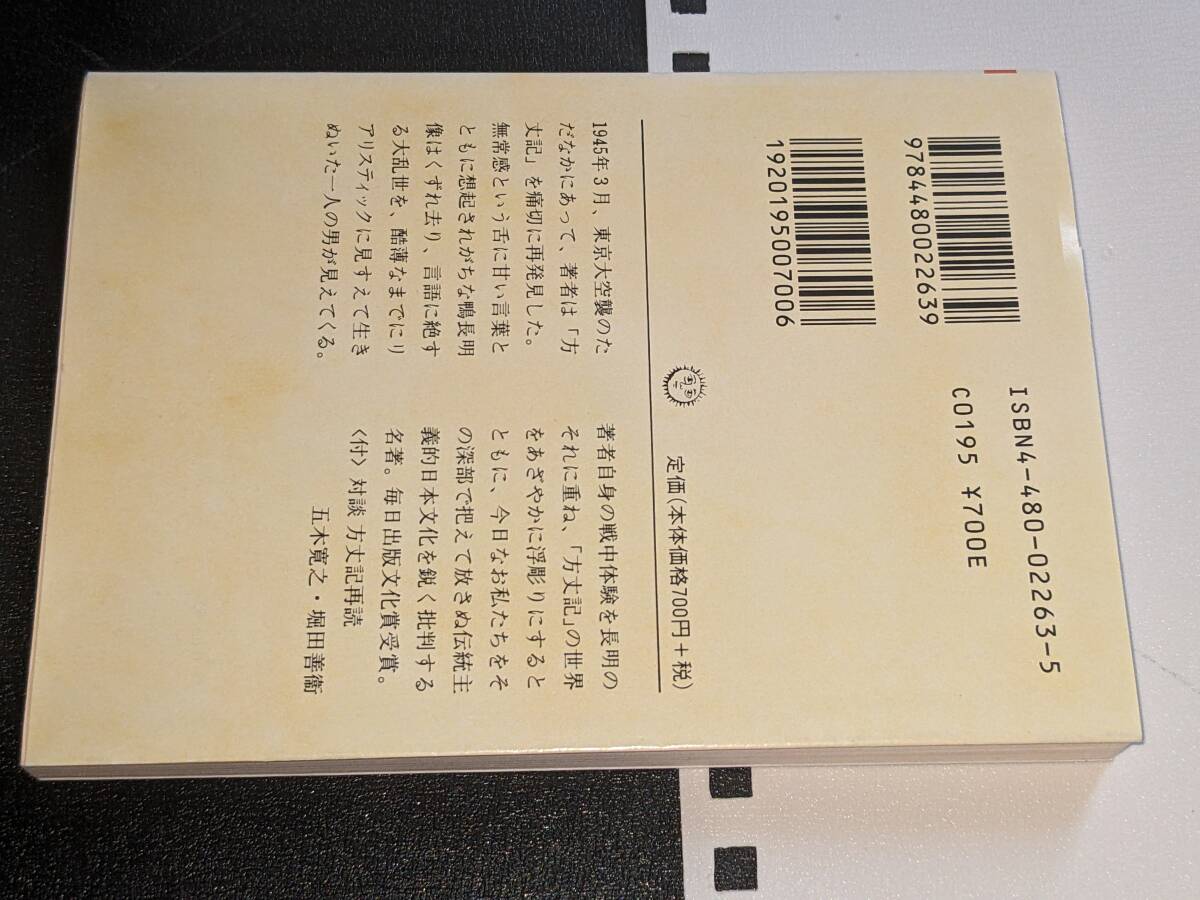 9784480022639
1920195007006
ISBN4-480-02263-5
C0195 ¥700E
定価(本体価格700円+税)
1945年3月、東京大空襲のた
だなかにあって、著者は「方
丈記」を痛切に再発見した。
無常感という舌に甘い言葉と
ともに想起されがちな鴨長明
像はくずれ去り、言語に絶す
る大乱世を、酷薄なまでにリ
アリスティックに見すえて生き
ぬいた一人の男が見えてくる。
著者自身の戦中体験を長明の
それに重ね、「方丈記」の世界
をあざやかに浮彫りにすると
ともに、今日なお私たちをそ
の深部で把えて放さぬ伝統主
義的日本文化を鋭く批判する
名著。毎日出版文化賞受賞。
〈付〉対談 方丈記再読
五木寛之・堀田善衞